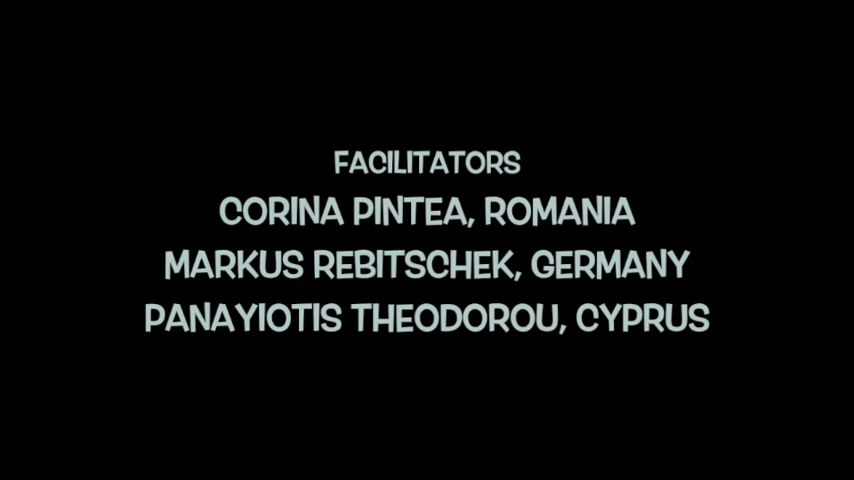 FACILITATORS
CORINA PINTEA, ROMANIA
MARKUS REBITSCHEK, GERMANY
PANAYIOTIS THEODOROU, CYPRUS